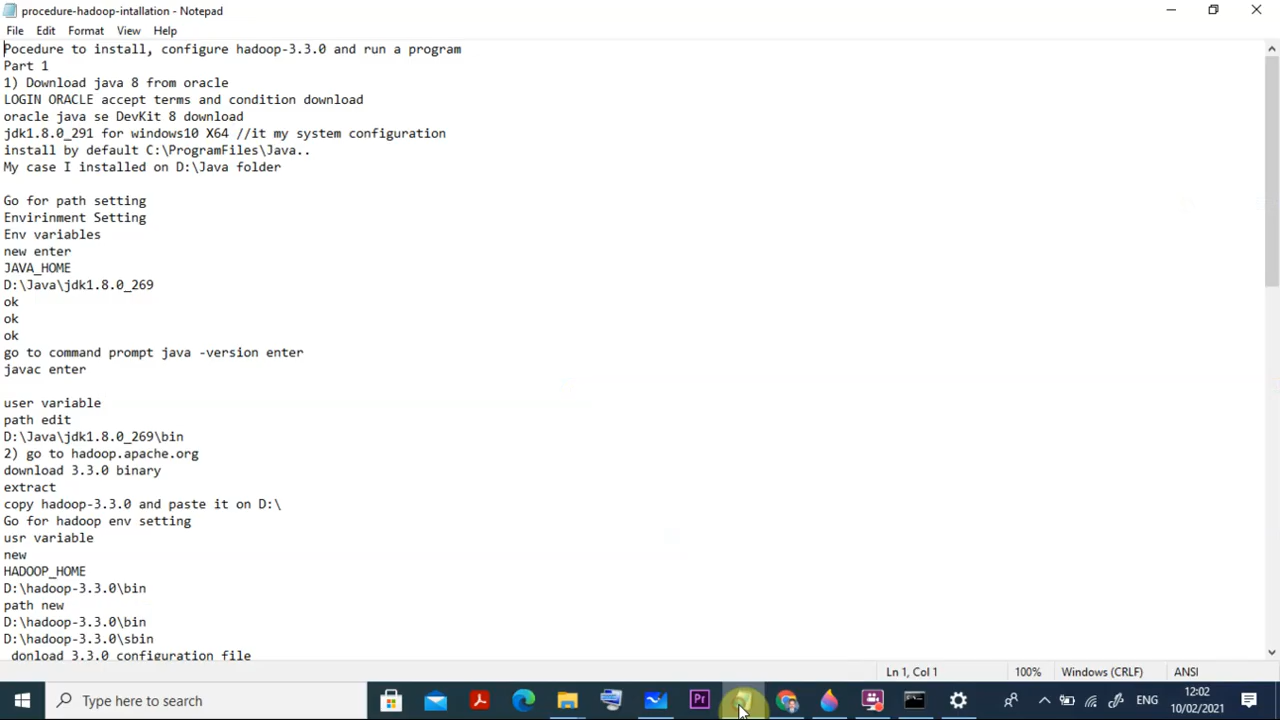 procedure-hadoop-intallation - Notepad
File Edit Format View Help
Pocedure to install, configure hadoop-3.3.0 and run a program
Part 1
1) Download java 8 from oracle
LOGIN ORACLE accept terms and condition download
oracle java se DevKit 8 download
jdk1.8.0_291 for windows10 X64 //it my system configuration
install by default C:\ProgramFiles\Java..
My case I installed on D:\Java folder
Go for path setting
Envirinment Setting
Env variables
new enter
JAVA_HOME
D:\Java\jdk1.8.0_269
ok
ok
ok
go to command prompt java -version enter
javac enter
user variable
path edit
D:\Java\jdk1.8.0_269\bin
2) go to hadoop.apache.org
download 3.3.0 binary
extract
copy hadoop-3.3.0 and paste it on D:\
Go for hadoop env setting
usr variable
new
HADOOP_HOME
D:\hadoop-3.3.0\bin
path new
D:\hadoop-3.3.0\bin
D:\hadoop-3.3.0\sbin
donload 3.3.0 configuration file
Ln 1, Col 1 100% Windows (CRLF) ANSI
Type here to search
Pr
ENG
12:02
10/02/2021